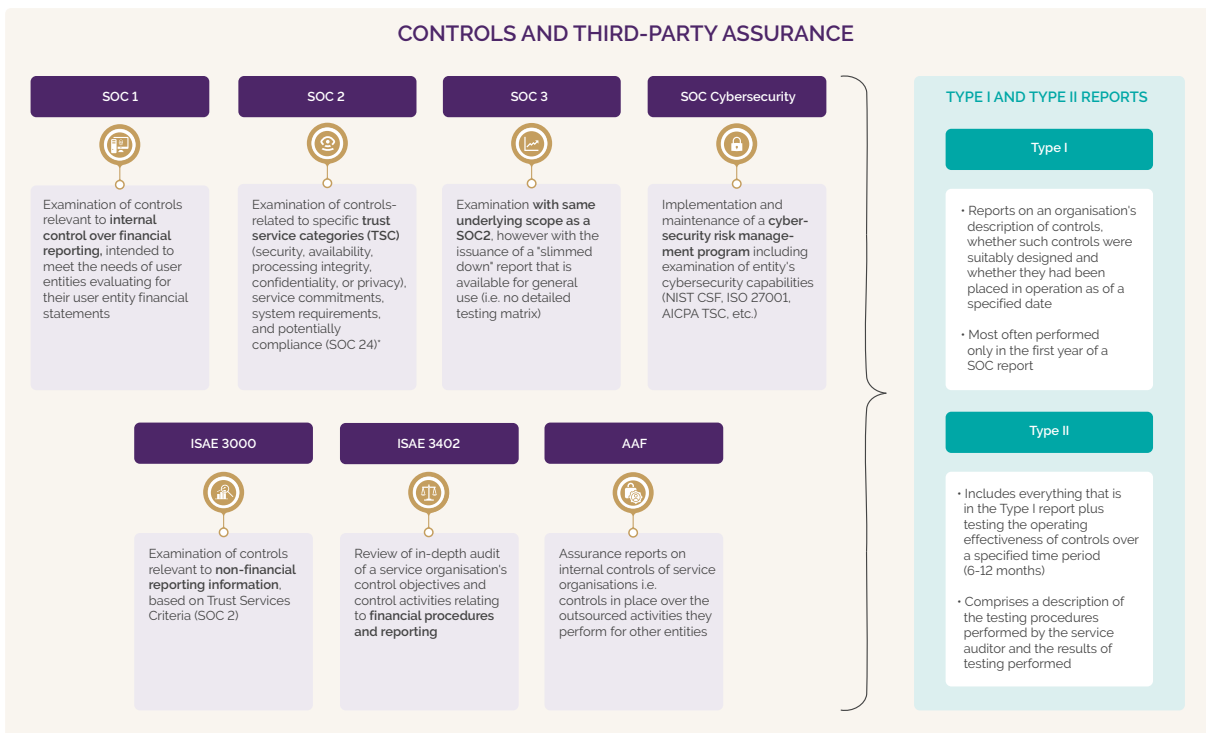 CONTROLS AND THIRD-PARTY ASSURANCE
SOC 1
Examination of controls
relevant to internal
control over financial
reporting, intended to
meet the needs of user
entities evaluating for
their user entity financial
statements
SOC 2
Examination of controls-
related to specific trust
service categories (TSC)
(security, availability,
processing integrity,
confidentiality, or privacy),
service commitments,
system requirements,
and potentially
compliance (SOC 24)"
SOC 3
Examination with same
underlying scope as a
SOC2, however with the
issuance of a "slimmed
down" report that is
available for general
use (i.e. no detailed
testing matrix)
SOC Cybersecurity
Implementation and
maintenance of a cyber-
security risk manage-
ment program including
examination of entity's
cybersecurity capabilities
(NIST CSF, ISO 27001,
AICPA TSC, etc.)
ISAE 3000
Examination of controls
relevant to non-financial
reporting information,
based on Trust Services
Criteria (SOC 2)
ISAE 3402
Review of in-depth audit
of a service organisation's
control objectives and
control activities relating
to financial procedures
and reporting
AAF
Assurance reports on
internal controls of service
organisations i.e.
controls in place over the
outsourced activities they
perform for other entities
TYPE I AND TYPE II REPORTS
Type I
• Reports on an organisation's
description of controls,
whether such controls were
suitably designed and
whether they had been
placed in operation as of a
specified date
• Most often performed
only in the first year of a
SOC report
Type II
• Includes everything that is
in the Type I report plus
testing the operating
effectiveness of controls over
a specified time period
(6-12 months)
• Comprises a description of
the testing procedures
performed by the service
auditor and the results of
testing performed